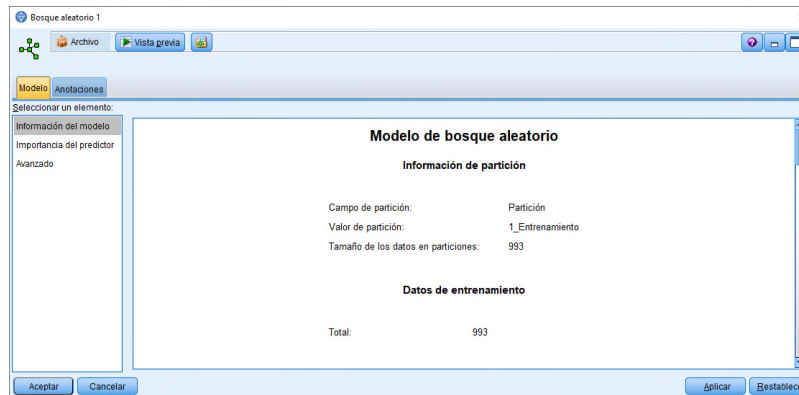 Bosque aleatorio 1
Archivo
Vista previa
Modelo
Anotaciones
Seleccionar un elemento:
Información del modelo
Importancia del predictor
Avanzado
Modelo de bosque aleatorio
Información de partición
Campo de partición: Partición
Valor de partición: 1_Entrenamiento
Tamaño de los datos en particiones: 993
Datos de entrenamiento
Total: 993
Aceptar
Cancelar
Aplicar
Restablece